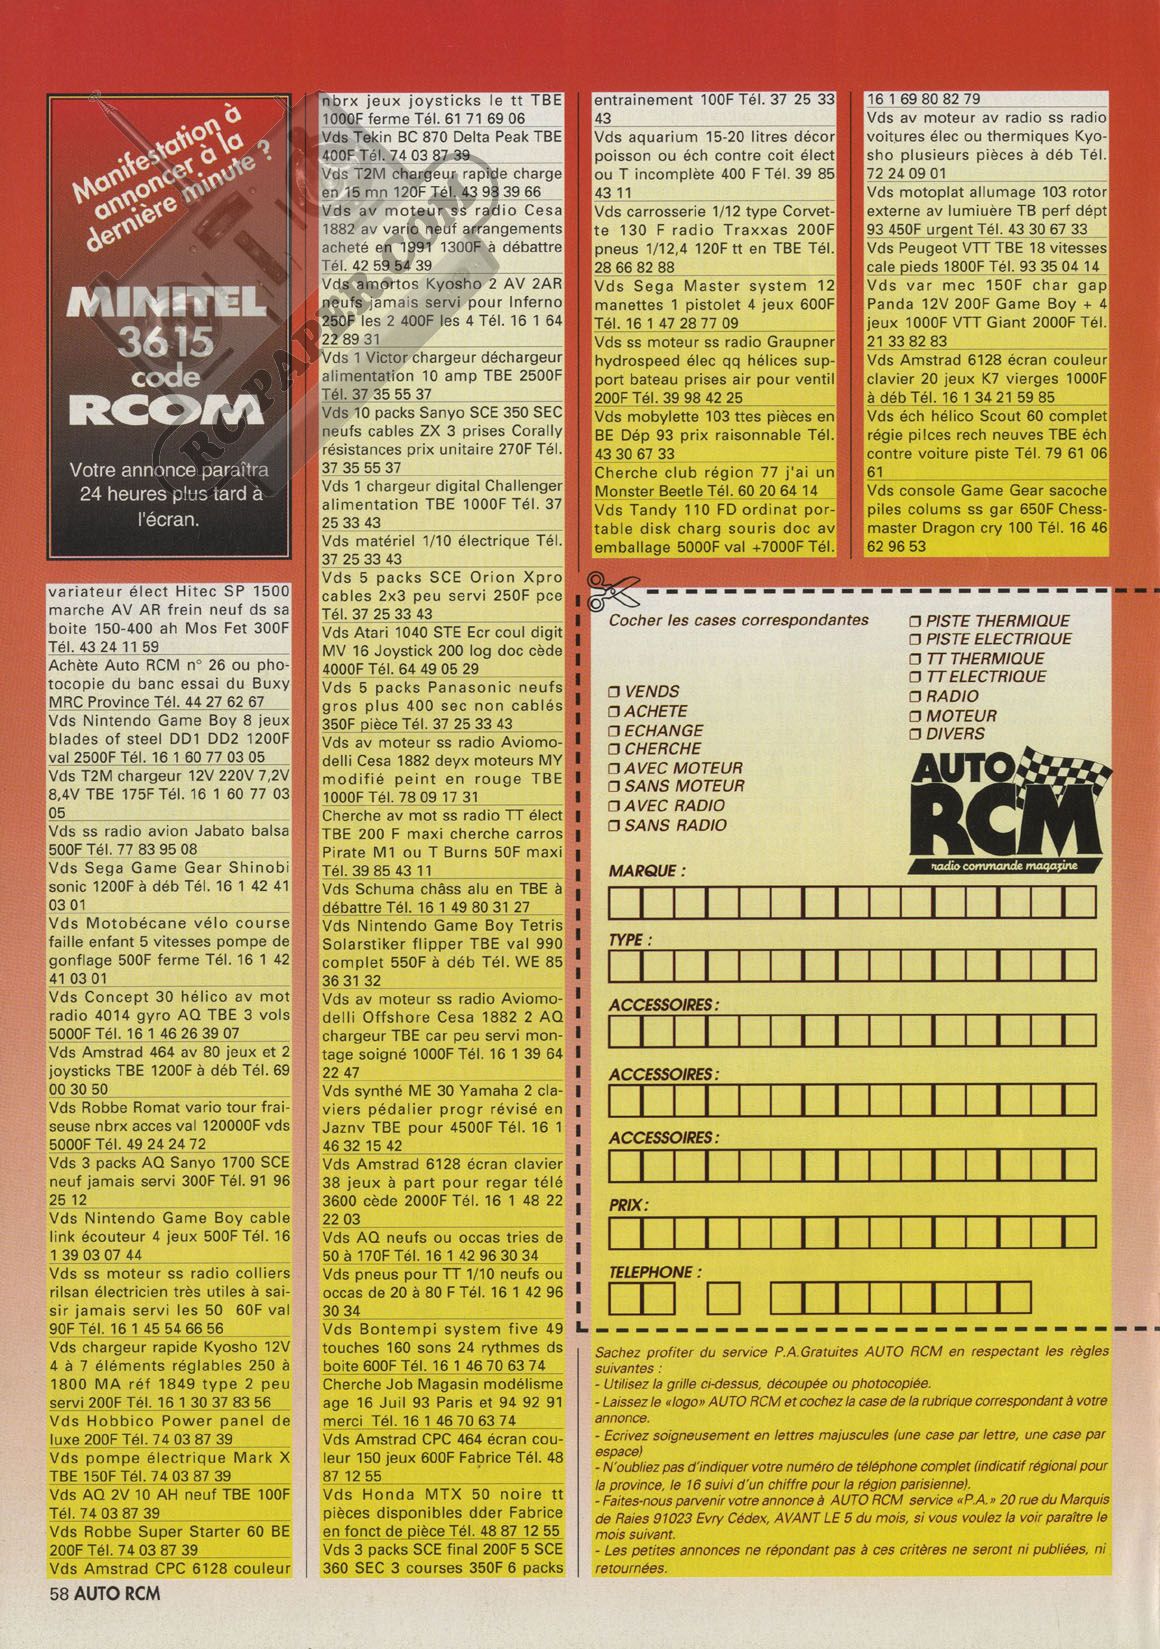 Manifestation à
annoncer à la
dernière minute ?
MINITEL
3615
code
RCOM
Votre annonce paraîtra
24 heures plus tard à
l'écran.
variateur élect Hitec SP 1500
marche AV AR frein neuf ds sa
boite 150-400 ah Mos Fet 300F
Tél. 43 24 11 59
Achète Auto RCM n° 26 ou pho-
tocopie du banc essai du Buxy
MRC Province Tél. 44 27 62 67
Vds Nintendo Game Boy 8 jeux
blades of steel DD1 DD2 1200F
val 2500F Tél. 16 1 60 77 03 05
Vds T2M chargeur 12V 220V 7,2V
8,4V TBE 175F Tél. 16 1 60 77 03
05
Vds ss radio avion Jabato balsa
500F Tél. 77 83 95 08
Vds Sega Game Gear Shinobi
sonic 1200F à déb Tél. 16 1 42 41
03 01
Vds Motobécane vélo course
faille enfant 5 vitesses pompe de
gonflage 500F ferme Tél. 16 1 42
41 03 01
Vds Concept 30 hélico av mot
radio 4014 gyro AQ TBE 3 vols
5000F Tél. 16 1 46 26 39 07
Vds Amstrad 464 av 80 jeux et 2
joysticks TBE 1200F à déb Tél. 69
00 30 50
Vds Robbe Romat vario tour frai-
seuse nbrx acces val 120000F vds
5000F Tél. 49 24 24 72
Vds 3 packs AQ Sanyo 1700 SCE
neuf jamais servi 300F Tél. 91 96
25 12
Vds Nintendo Game Boy cable
link écouteur 4 jeux 500F Tél. 16
1 39 03 07 44
Vds ss moteur ss radio colliers
rilsan électricien très utiles à sai-
sir jamais servi les 50 60F val
90F Tél. 16 1 45 54 66 56
Vds chargeur rapide Kyosho 12V
4 à 7 éléments réglables 250 à
1800 MA réf 1849 type 2 peu
servi 200F Tél. 16 1 30 37 83 56
Vds Hobbico Power panel de
luxe 200F Tél. 74 03 87 39
Vds pompe électrique Mark X
TBE 150F Tél. 74 03 87 39
Vds AQ 2V 10 AH neuf TBE 100F
Tél. 74 03 87 39
Vds Robbe Super Starter 60 BE
200F Tél. 74 03 87 39
Vds Amstrad CPC 6128 couleur
nbrx jeux joysticks le tt TBE
1000F ferme Tél. 61 71 69 06
Vds Tekin BC 870 Delta Peak TBE
400F Tél. 74 03 87 39
Vds T2M chargeur rapide charge
en 15 mn 120F Tél. 43 98 39 66
Vds av moteur ss radio Cesa
1882 av vario neuf arrangements
acheté en 1991 1300F à débattre
Tél. 42 59 54 39
Vds amortos Kyosho 2 AV 2AR
neufs jamais servi pour Inferno
250F les 2 400F les 4 Tél. 16 1 64
22 89 31
Vds 1 Victor chargeur déchargeur
alimentation 10 amp TBE 2500F
Tél. 37 35 55 37
Vds 10 packs Sanyo SCE 350 SEC
neufs cables ZX 3 prises Corally
résistances prix unitaire 270F Tél.
37 35 55 37
Vds 1 chargeur digital Challenger
alimentation TBE 1000F Tél. 37
25 33 43
Vds matériel 1/10 électrique Tél.
37 25 33 43
Vds 5 packs SCE Orion Xpro
cables 2x3 peu servi 250F pce
Tél. 37 25 33 43
Vds Atari 1040 STE Ecr coul digit
MV 16 Joystick 200 log doc cède
4000F Tél. 64 49 05 29
Vds 5 packs Panasonic neufs
gros plus 400 sec non cablés
350F pièce Tél. 37 25 33 43
Vds av moteur ss radio Aviomo-
delli Cesa 1882 deyx moteurs MY
modifié peint en rouge TBE
1000F Tél. 78 09 17 31
Cherche av mot ss radio TT élect
TBE 200 F maxi cherche carros
Pirate M1 ou T Burns 50F maxi
Tél. 39 85 43 11
Vds Schuma châss alu en TBE à
débattre Tél. 16 1 49 80 31 27
Vds Nintendo Game Boy Tetris
Solarstiker flipper TBE val 990
complet 550F à déb Tél. WE 85
36 31 32
Vds av moteur ss radio Aviomo-
delli Offshore Cesa 1882 2 AQ
chargeur TBE car peu servi mon-
tage soigné 1000F Tél. 16 1 39 64
22 47
Vds synthé ME 30 Yamaha 2 cla-
viers pédalier progr révisé en
Jaznv TBE pour 4500F Tél. 16 1
46 32 15 42
Vds Amstrad 6128 écran clavier
38 jeux à part pour regar télé
3600 cède 2000F Tél. 16 1 48 22
22 03
Vds AQ neufs ou occas tries de
50 à 170F Tél. 16 1 42 96 30 34
Vds pneus pour TT 1/10 neufs ou
occas de 20 à 80 F Tél. 16 1 42 96
30 34
Vds Bontempi system five 49
touches 160 sons 24 rythmes ds
boite 600F Tél. 16 1 46 70 63 74
Cherche Job Magasin modélisme
age 16 Juil 93 Paris et 94 92 91
merci Tél. 16 1 46 70 63 74
Vds Amstrad CPC 464 écran cou-
leur 150 jeux 600F Fabrice Tél. 48
87 12 55
Vds Honda MTX 50 noire tt
pièces disponibles dder Fabrice
en fonct de pièce Tél. 48 87 12 55
Vds 3 packs SCE final 200F 5 SCE
360 SEC 3 courses 350F 6 packs
entrainement 100F Tél. 37 25 33
43
Vds aquarium 15-20 litres décor
poisson ou éch contre coit élect
ou T incomplète 400 F Tél. 39 85
43 11
Vds carrosserie 1/12 type Corvet-
te 130 F radio Traxxas 200F
pneus 1/12,4 120F tt en TBE Tél.
28 66 82 88
Vds Sega Master system 12
manettes 1 pistolet 4 jeux 600F
Tél. 16 1 47 28 77 09
Vds ss moteur ss radio Graupner
hydrospeed élec qq hélices sup-
port bateau prises air pour ventil
200F Tél. 39 98 42 25
Vds mobylette 103 ttes pièces en
BE Dép 93 prix raisonnable Tél.
43 30 67 33
Cherche club région 77 j'ai un
Monster Beetle Tél. 60 20 64 14
Vds Tandy 110 FD ordinat por-
table disk charg souris doc av
emballage 5000F val +7000F Tél.
16 1 69 80 82 79
Vds av moteur av radio ss radio
voitures élec ou thermiques Kyo-
sho plusieurs pièces à déb Tél.
72 24 09 01
Vds motoplat allumage 103 rotor
externe av lumiuère TB perf dépt
93 450F urgent Tél. 43 30 67 33
Vds Peugeot VTT TBE 18 vitesses
cale pieds 1800F Tél. 93 35 04 14
Vds var mec 150F char gap
Panda 12V 200F Game Boy + 4
jeux 1000F VTT Giant 2000F Tél.
21 33 82 83
Vds Amstrad 6128 écran couleur
clavier 20 jeux K7 vierges 1000F
à déb Tél. 16 1 34 21 59 85
Vds éch hélico Scout 60 complet
régie pi!ces rech neuves TBE éch
contre voiture piste Tél. 79 61 06
61
Vds console Game Gear sacoche
piles colums ss gar 650F Chess-
master Dragon cry 100 Tél. 16 46
62 96 53
Cocher les cases correspondantes
VENDS
ACHETE
ECHANGE
CHERCHE
AVEC MOTEUR
SANS MOTEUR
AVEC RADIO
SANS RADIO
PISTE THERMIQUE
PISTE ELECTRIQUE
TT THERMIQUE
TT ELECTRIQUE
RADIO
MOTEUR
DIVERS
AUTO
RCM
radio commande magazine
MARQUE :
TYPE :
ACCESSOIRES :
ACCESSOIRES :
ACCESSOIRES :
PRIX :
TELEPHONE :
Sachez profiter du service P.A.Gratuites AUTO RCM en respectant les règles
suivantes :
- Utilisez la grille ci-dessus, découpée ou photocopiée.
- Laissez le «logo» AUTO RCM et cochez la case de la rubrique correspondant à votre
annonce.
- Ecrivez soigneusement en lettres majuscules (une case par lettre, une case par
espace)
- N'oubliez pas d'indiquer votre numéro de téléphone complet (indicatif régional pour
la province, le 16 suivi d'un chiffre pour la région parisienne).
- Faites-nous parvenir votre annonce à AUTO RCM service «P.A.» 20 rue du Marquis
de Raies 91023 Evry Cédex, AVANT LE 5 du mois, si vous voulez la voir paraître le
mois suivant.
- Les petites annonces ne répondant pas à ces critères ne seront ni publiées, ni
retournées.
58 AUTO RCM
RCPAPER.COM